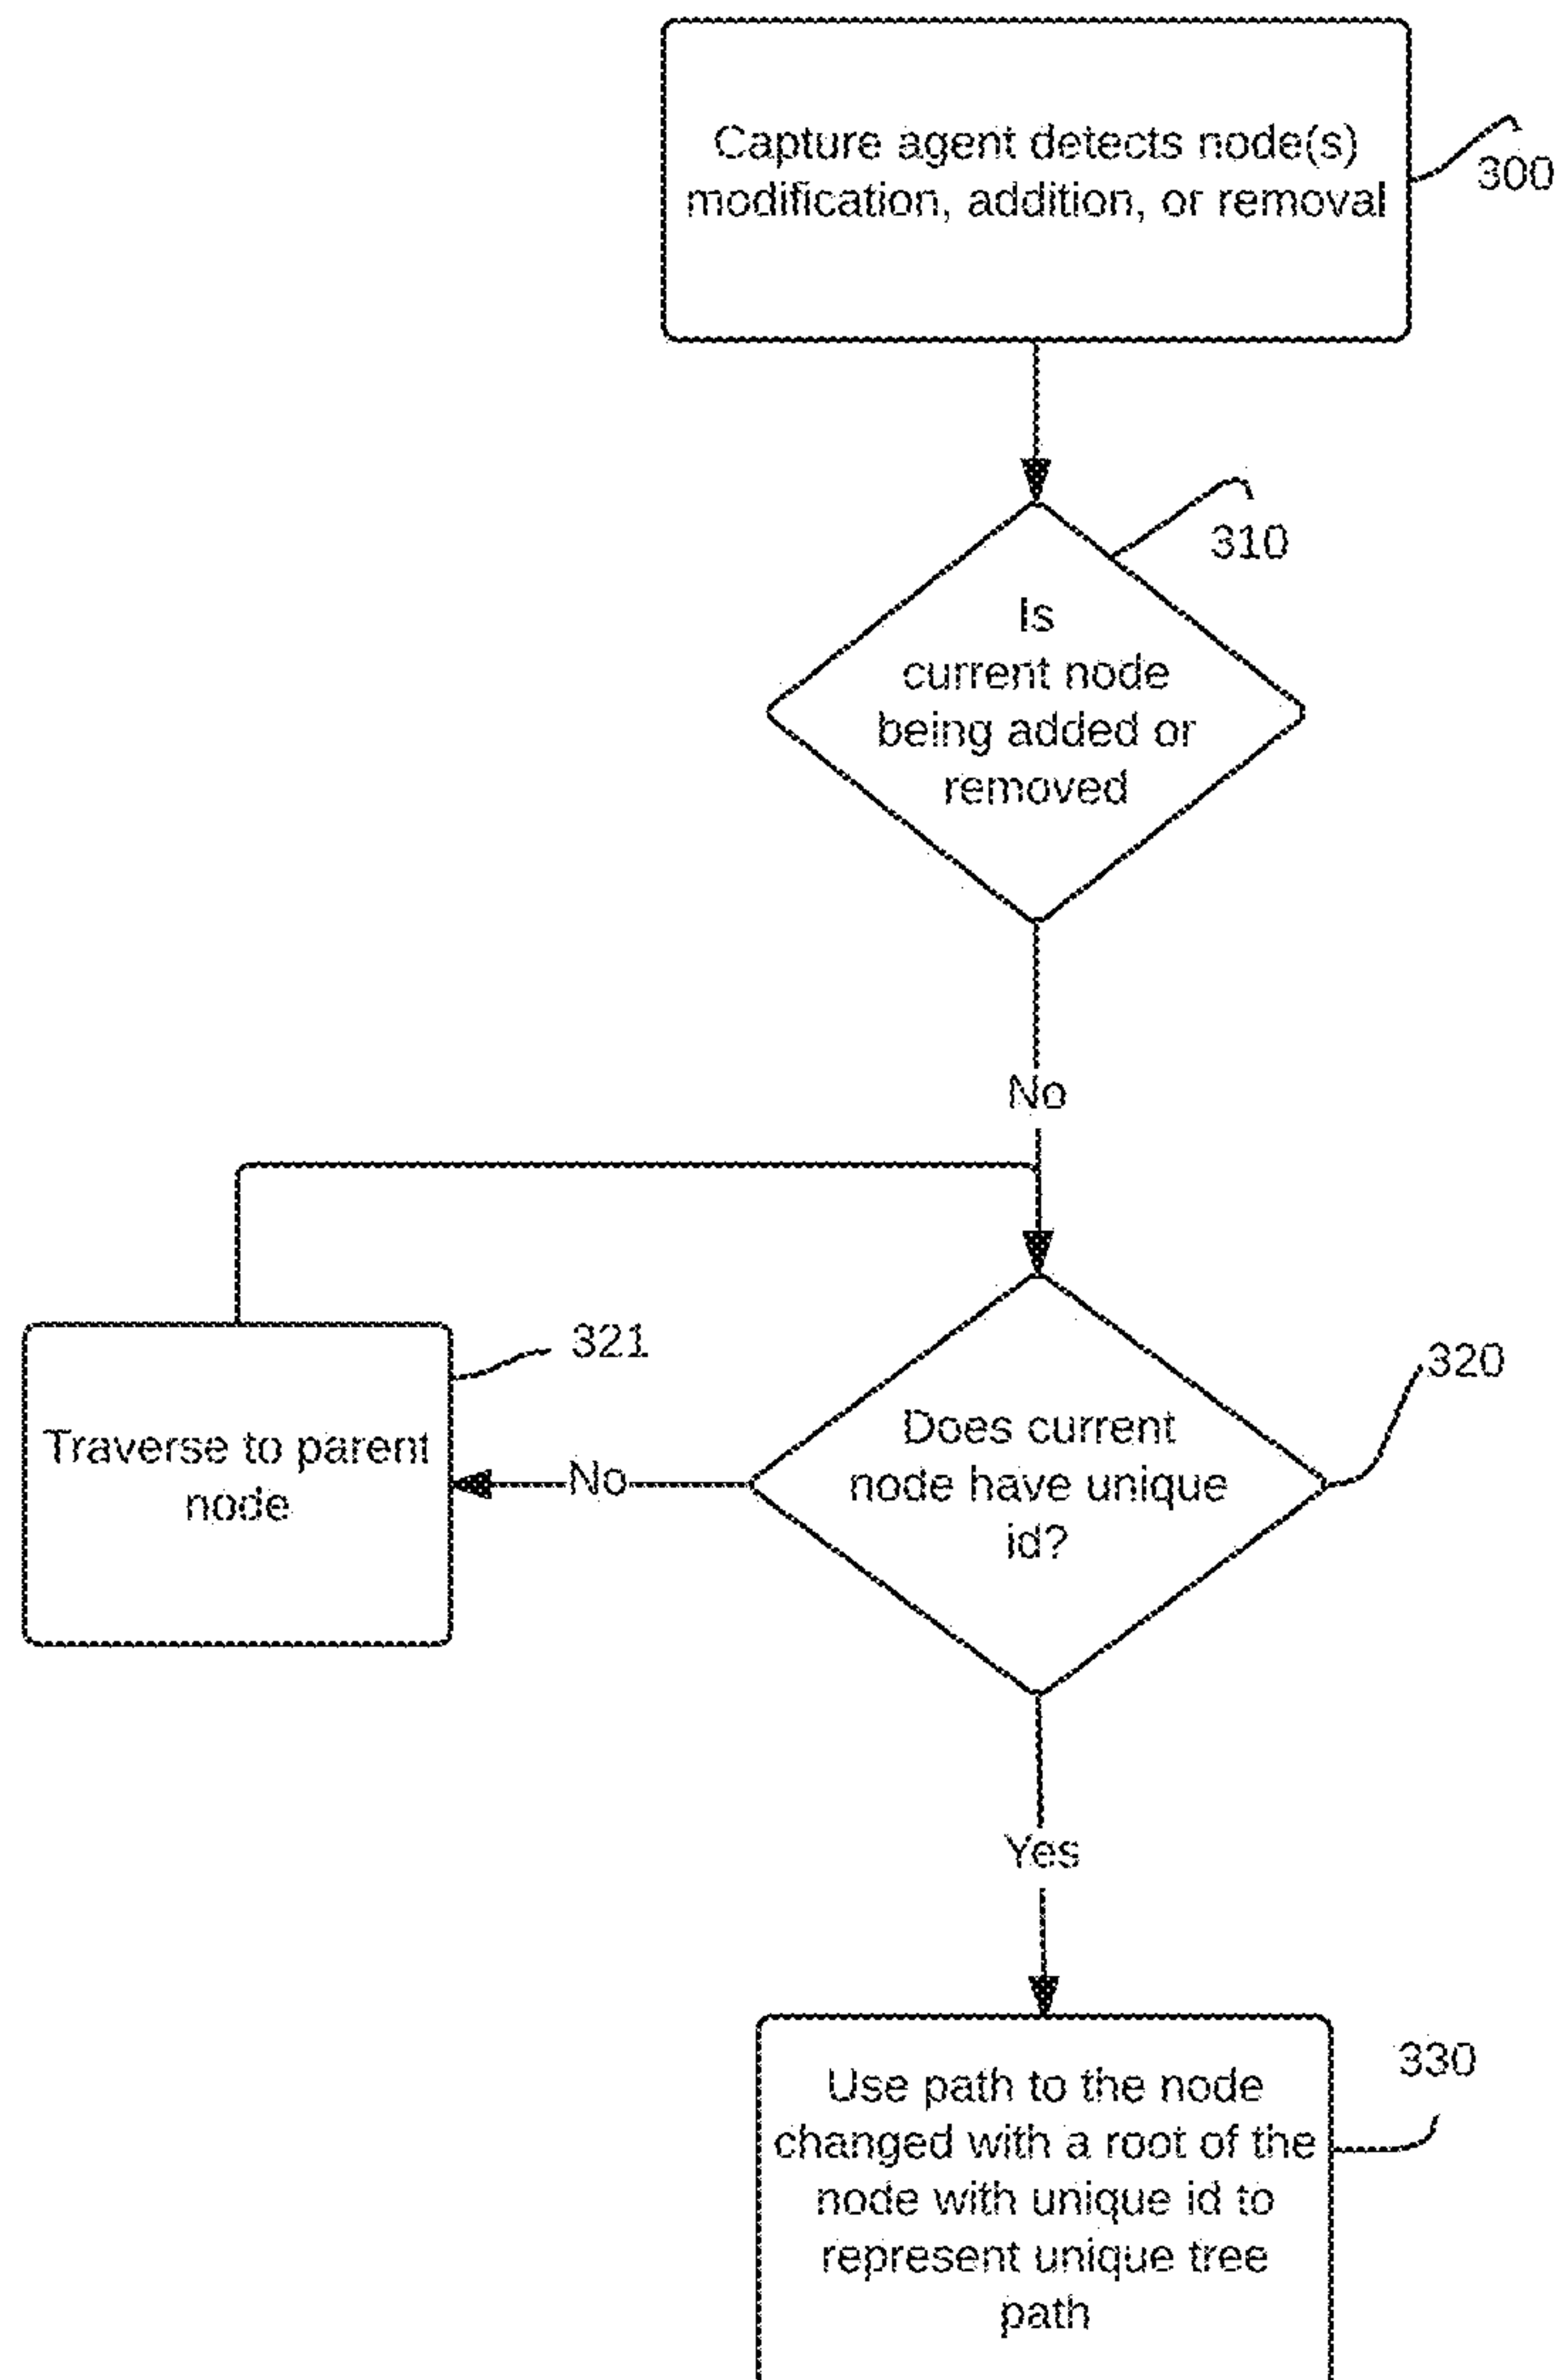 Capture agent detects node(s)
modification, addition, or removal
300
310
Is
current node
being added or
removed
No
321
320
Traverse to parent
node
No
Does current
node have unique
id?
Yes
330
Use path to the node
changed with a root of the
node with unique id to
represent unique tree
path